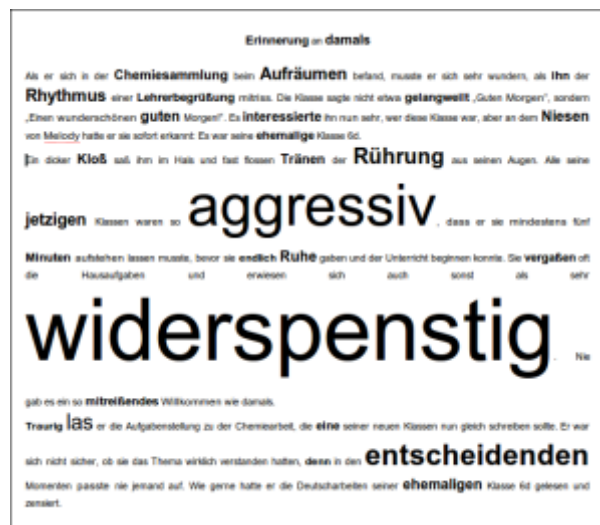 Erinnerung an damals
Als er sich in der Chemiesammlung beim Aufräumen befand, musste er sich sehr wundern, als ihn der
Rhythmus einer Lehrerbegrüßung mitriss. Die Klasse sagte nicht etwa gelangweilt „Guten Morgen“, sondern
„Einen wunderschönen guten Morgen!“. Es interessierte ihn nun sehr, wer diese Klasse war, aber an dem Niesen
von Melody hatte er sie sofort erkannt: Es war seine ehemalige Klasse 6d.
Ein dicker Kloß saß ihm im Hals und fast flossen Tränen der Rührung aus seinen Augen. Alle seine
jetzigen Klassen waren so aggressiv, dass er sie mindestens fünf
Minuten aufstehen lassen musste, bevor sie endlich Ruhe gaben und der Unterricht beginnen konnte. Sie vergaßen oft
die Hausaufgaben und erwiesen sich auch sonst als sehr
widerspenstig. Nie
gab es ein so mitreißendes Willkommen wie damals.
Traurig las er die Aufgabenstellung zu der Chemiearbeit, die eine seiner neuen Klassen nun gleich schreiben sollte. Er war
sich nicht sicher, ob sie das Thema wirklich verstanden hatten, denn in den entscheidenden
Momenten passte nie jemand auf. Wie gerne hatte er die Deutscharbeiten seiner ehemaligen Klasse 6d gelesen und
zensiert.